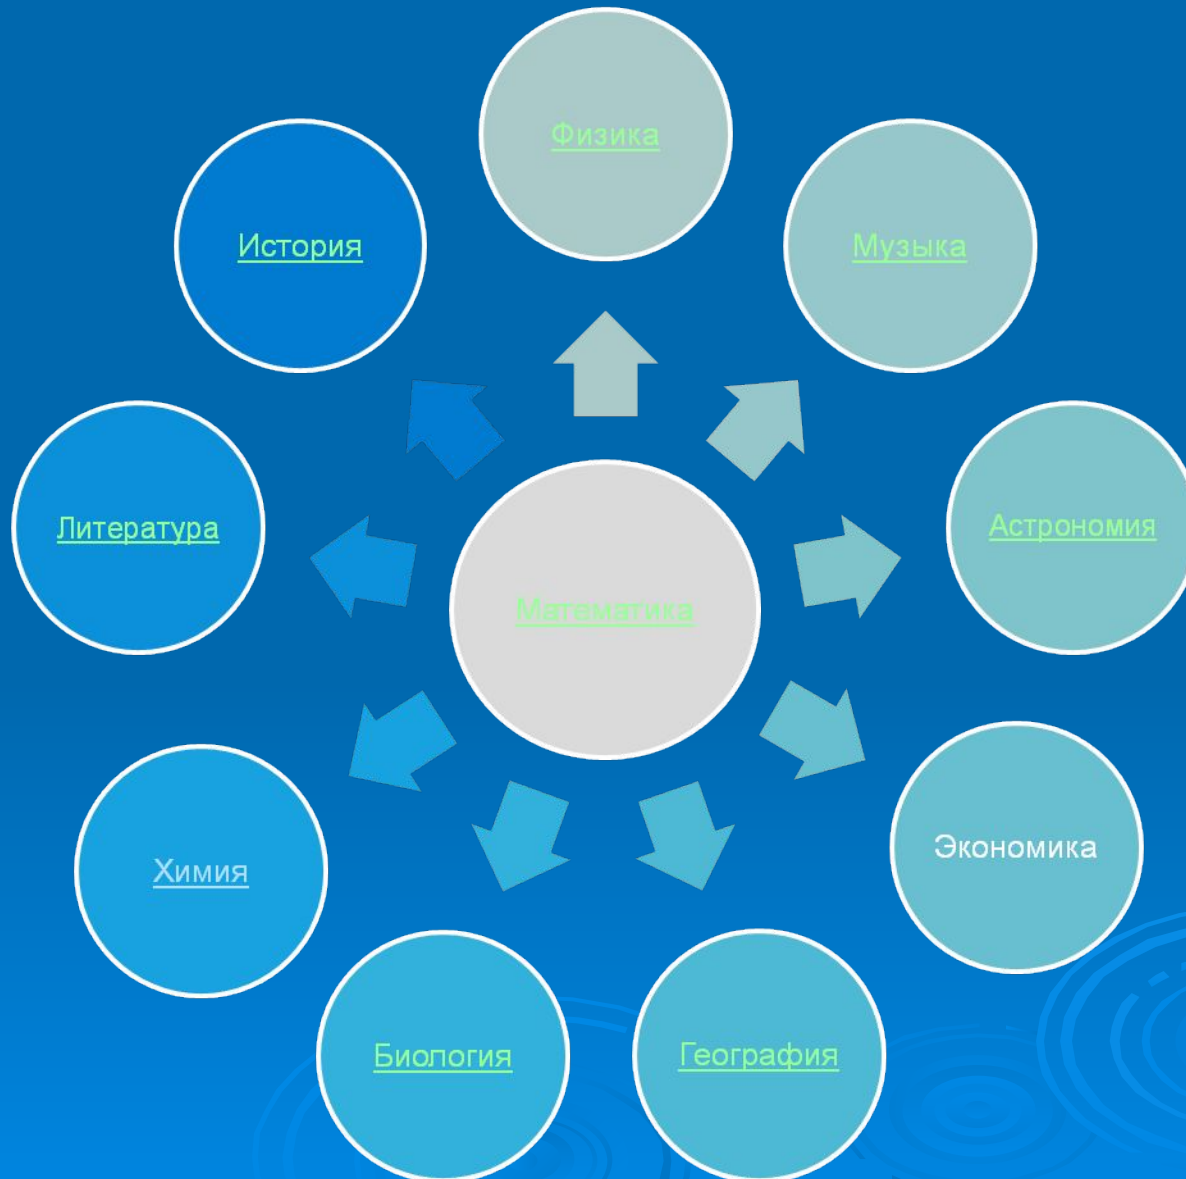 Физика
История
Музыка
Литература
Астрономия
Математика
Экономика
Химия
Биология
География